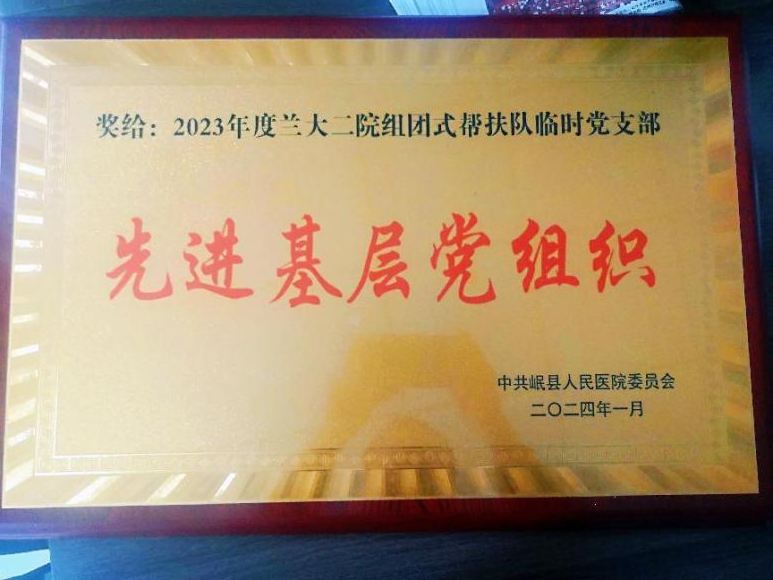 奖给：2023年度兰大二院组团式帮扶队临时党支部
先进基层党组织
中共岷县人民医院委员会
二〇二四年一月